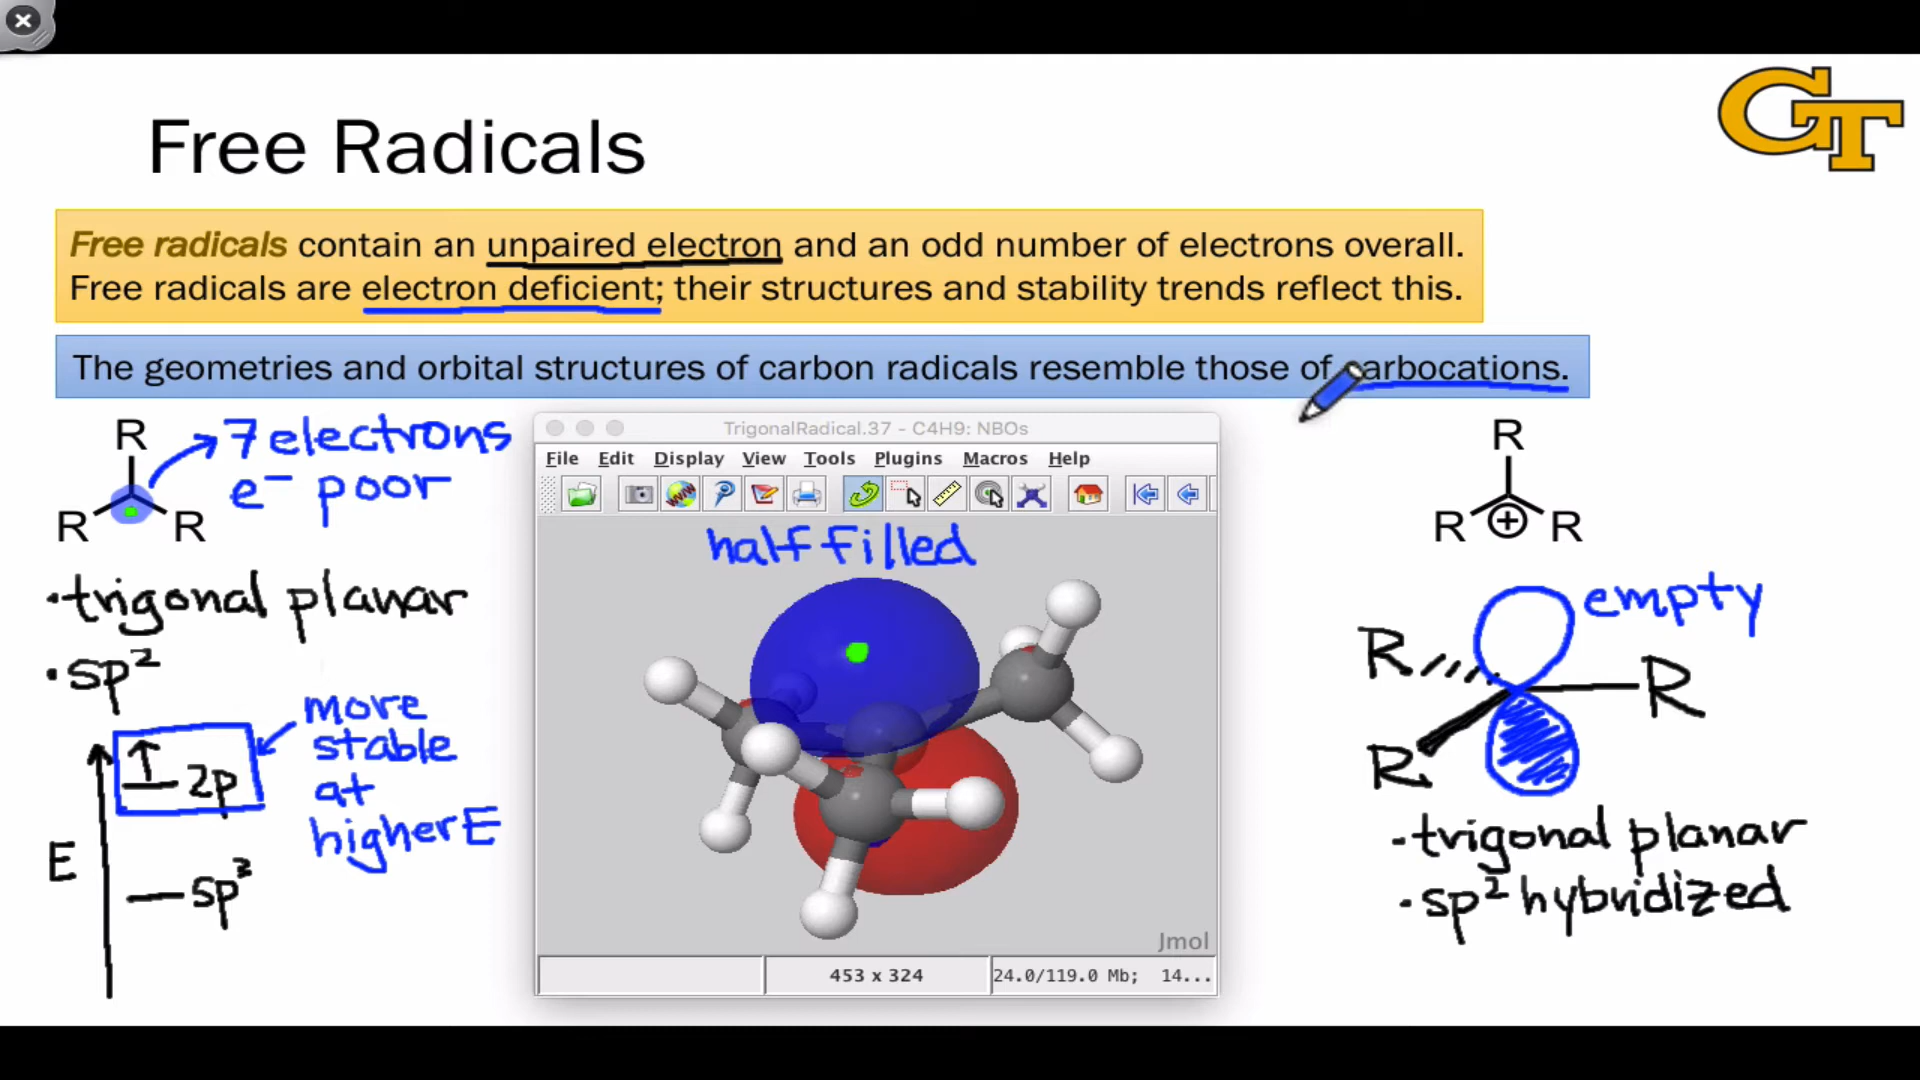 GT
Free Radicals
Free radicals contain an unpaired electron and an odd number of electrons overall.
Free radicals are electron deficient; their structures and stability trends reflect this.
The geometries and orbital structures of carbon radicals resemble those of carbocations.
R
R R
7 electrons
e⁻ poor
•trigonal planar
•sp²
more
stable
at
higher E
2p
E
sp³
TrigonalRadical.37 - C4H9: NBOs
File Edit Display View Tools Plugins Macros Help
half filled
Jmol
453 x 324
24.0/119.0 Mb; 14...
R
R ⊕ R
empty
R
R
R
•trigonal planar
•sp² hybridized